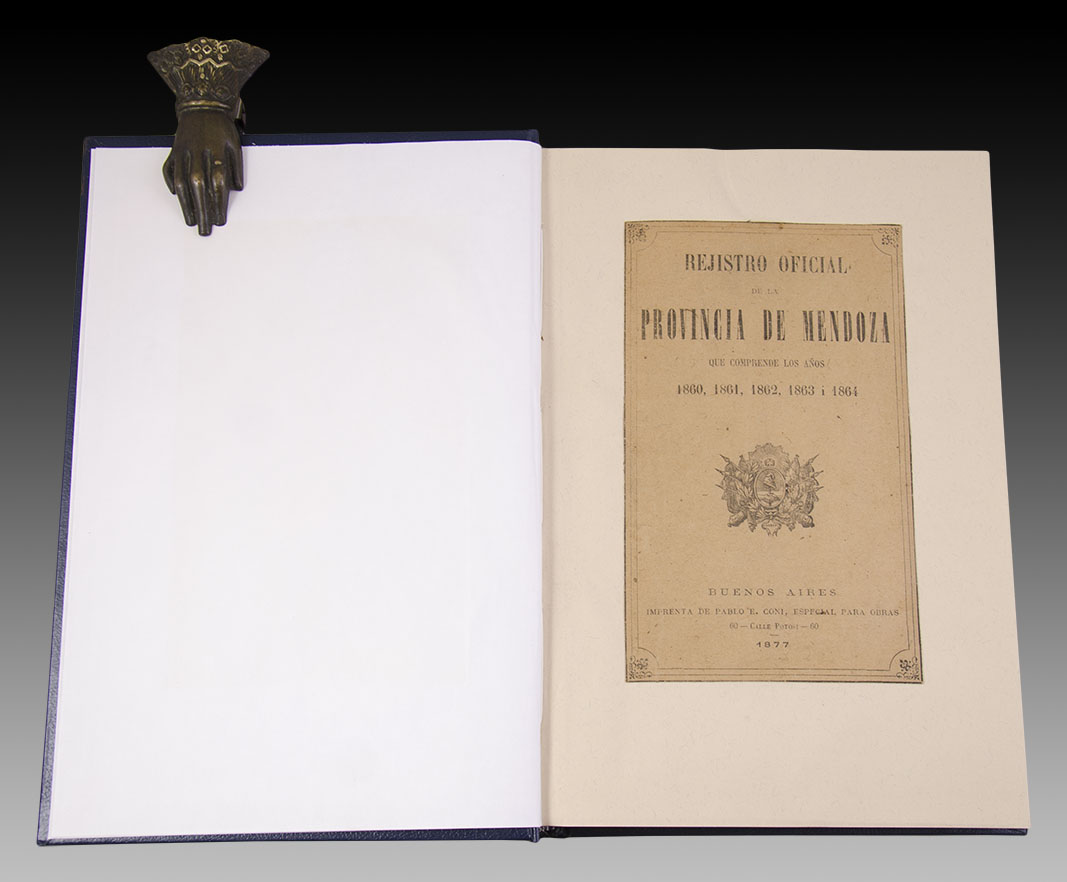 REJISTRO OFICIAL
DE LA
PROVINCIA DE MENDOZA
QUE COMPRENDE LOS AÑOS
1860, 1861, 1862, 1863 i 1864
BUENOS AIRES
IMPRENTA DE PABLO E. CONI, ESPECIAL PARA OBRAS
60 — CALLE POTOSÍ — 60
1877